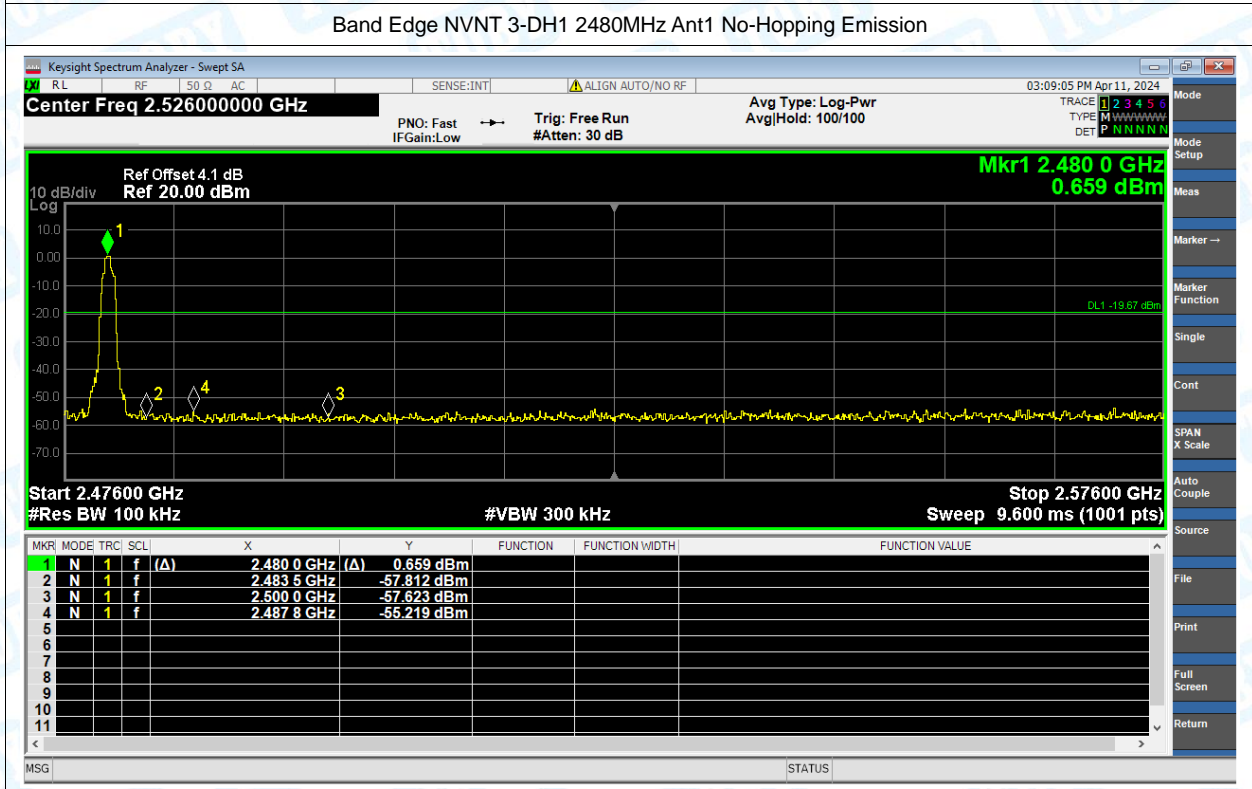 Band Edge NVNT 3-DH1 2480MHz Ant1 No-Hopping Emission
Keysight Spectrum Analyzer - Swept SA
LXI RL RF 50 Ω AC SENSE:INT ALIGN AUTO/NO RF 03:09:05 PM Apr 11, 2024
Center Freq 2.526000000 GHz
PNO: Fast
IFGain:Low
Trig: Free Run
#Atten: 30 dB
Avg Type: Log-Pwr
Avg|Hold: 100/100
TRACE 1 2 3 4 5 6
TYPE M WWWWW
DET P N N N N N
Ref Offset 4.1 dB
10 dB/div Ref 20.00 dBm
Log
Mkr1 2.480 0 GHz
0.659 dBm
10.0
0.00
-10.0
-20.0
-30.0
-40.0
-50.0
-60.0
-70.0
1
2
4
3
DL1 -19.67 dBm
Start 2.47600 GHz Stop 2.57600 GHz
#Res BW 100 kHz #VBW 300 kHz Sweep 9.600 ms (1001 pts)
MKR MODE TRC SCL X Y FUNCTION FUNCTION WIDTH FUNCTION VALUE
1 N 1 f (Δ) 2.480 0 GHz (Δ) 0.659 dBm
2 N 1 f 2.483 5 GHz -57.812 dBm
3 N 1 f 2.500 0 GHz -57.623 dBm
4 N 1 f 2.487 8 GHz -55.219 dBm
5
6
7
8
9
10
11
MSG STATUS
Mode
Mode Setup
Meas
Marker →
Marker Function
Single
Cont
SPAN X Scale
Auto Couple
Source
File
Print
Full Screen
Return